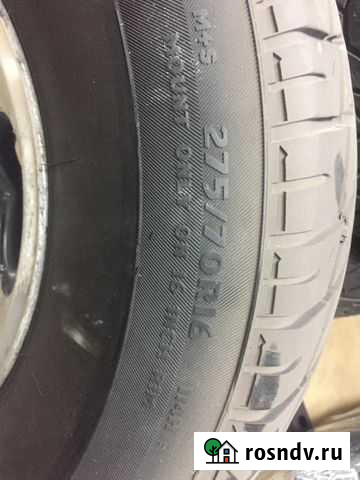 M+S
275/70R16
MOUNT ONLY ON 16 INCH RIM
rosndv.ru